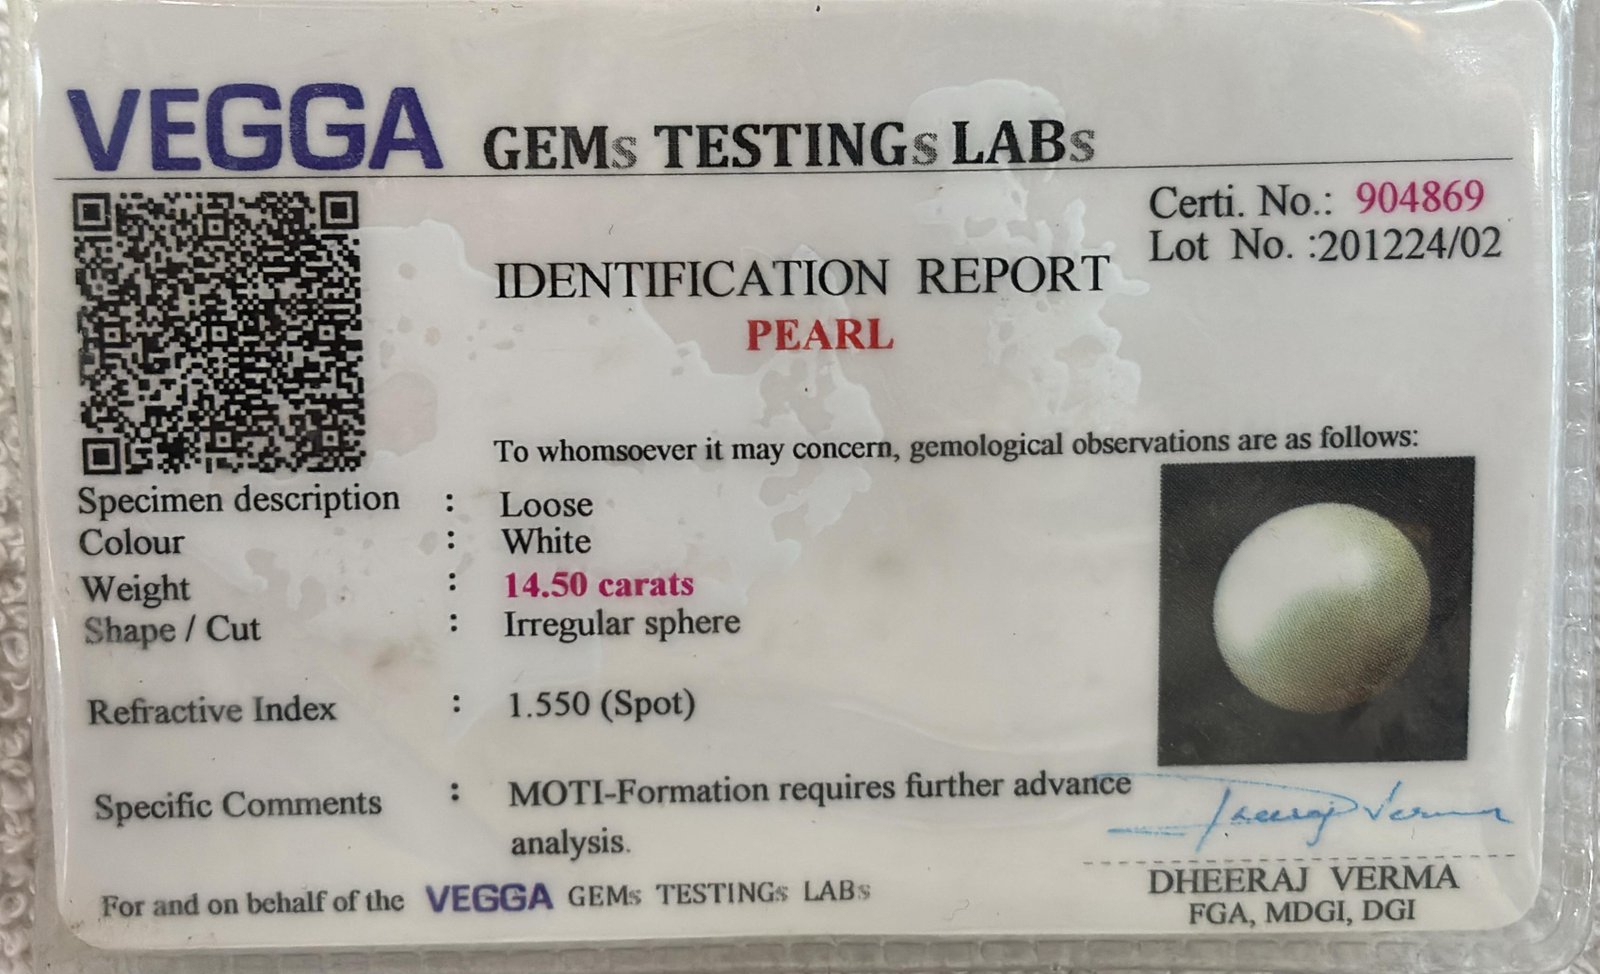 VEGGA GEMs TESTINGs LABs
Certi. No.: 904869
Lot No. :201224/02
IDENTIFICATION REPORT
PEARL
To whomsoever it may concern, gemological observations are as follows:
Specimen description : Loose
Colour : White
Weight : 14.50 carats
Shape / Cut : Irregular sphere
Refractive Index : 1.550 (Spot)
Specific Comments : MOTI-Formation requires further advance
analysis.
Dheeraj Verma
DHEERAJ VERMA
FGA, MDGI, DGI
For and on behalf of the VEGGA GEMs TESTINGs LABs